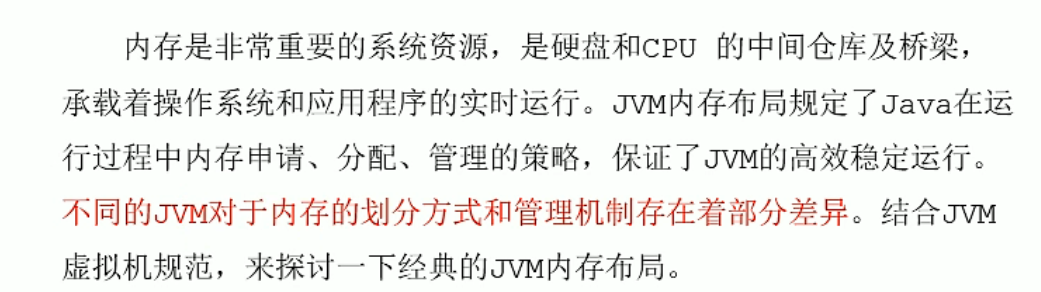 内存是非常重要的系统资源，是硬盘和CPU 的中间仓库及桥梁，
承载着操作系统和应用程序的实时运行。JVM内存布局规定了Java在运
行过程中内存申请、分配、管理的策略，保证了JVM的高效稳定运行。
不同的JVM对于内存的划分方式和管理机制存在着部分差异。结合JVM
虚拟机规范，来探讨一下经典的JVM内存布局。